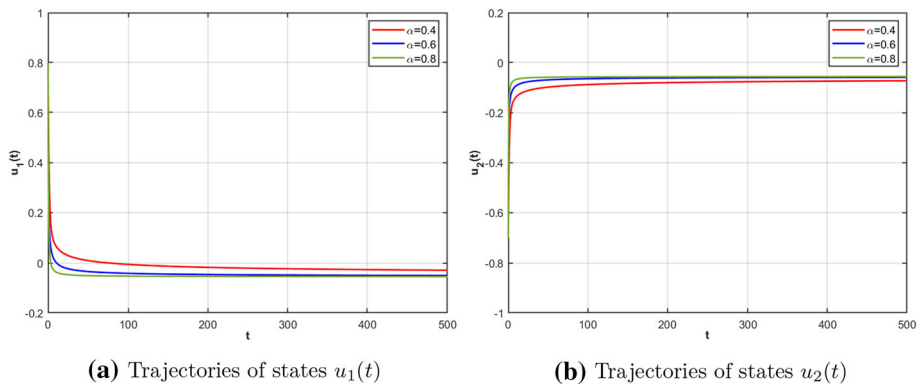 1
0.8
0.6
0.4
0.2
0
-0.2
u1(t)
0 100 200 300 400 500
t
α=0.4
α=0.6
α=0.8
(a) Trajectories of states u1(t)
0.2
0
-0.2
-0.4
-0.6
-0.8
-1
u2(t)
0 100 200 300 400 500
t
α=0.4
α=0.6
α=0.8
(b) Trajectories of states u2(t)